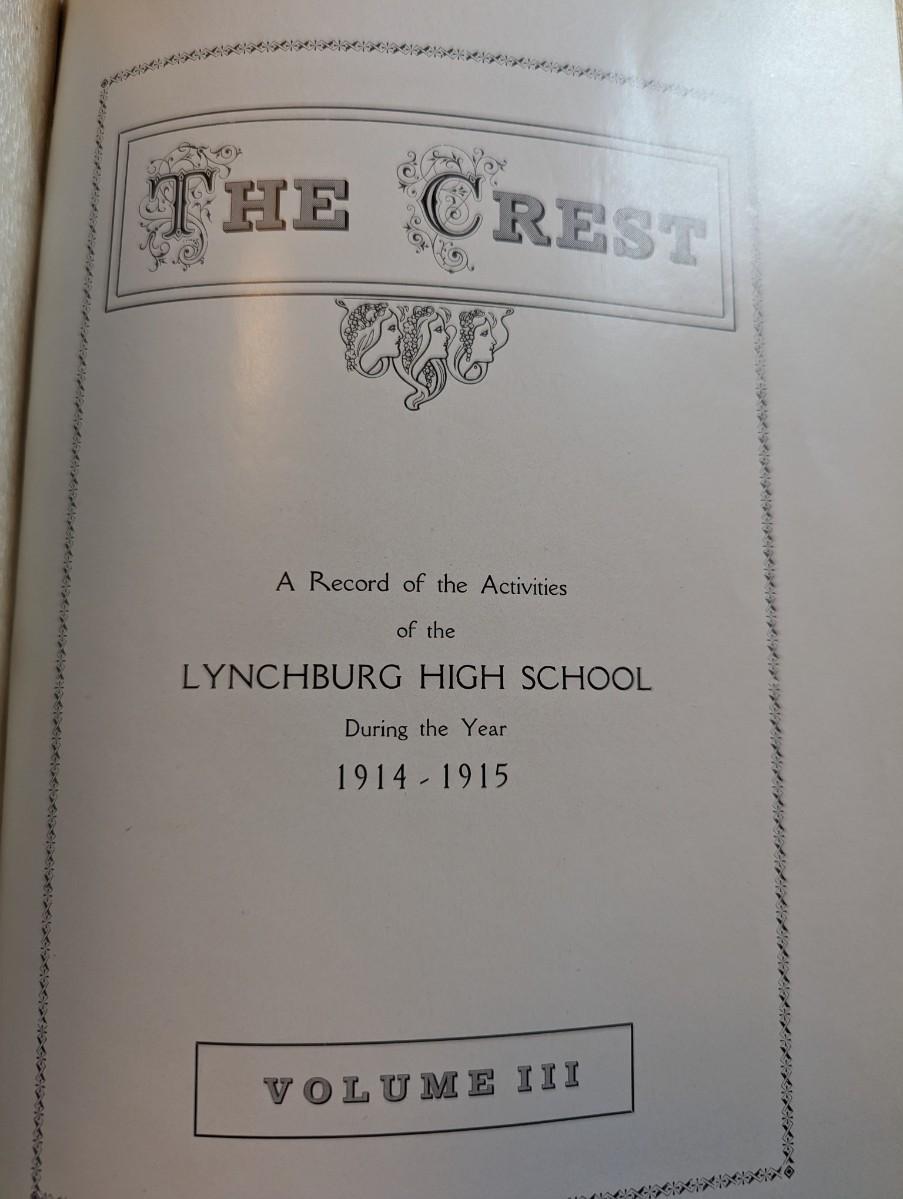 THE CREST
A Record of the Activities
of the
LYNCHBURG HIGH SCHOOL
During the Year
1914 - 1915
VOLUME III